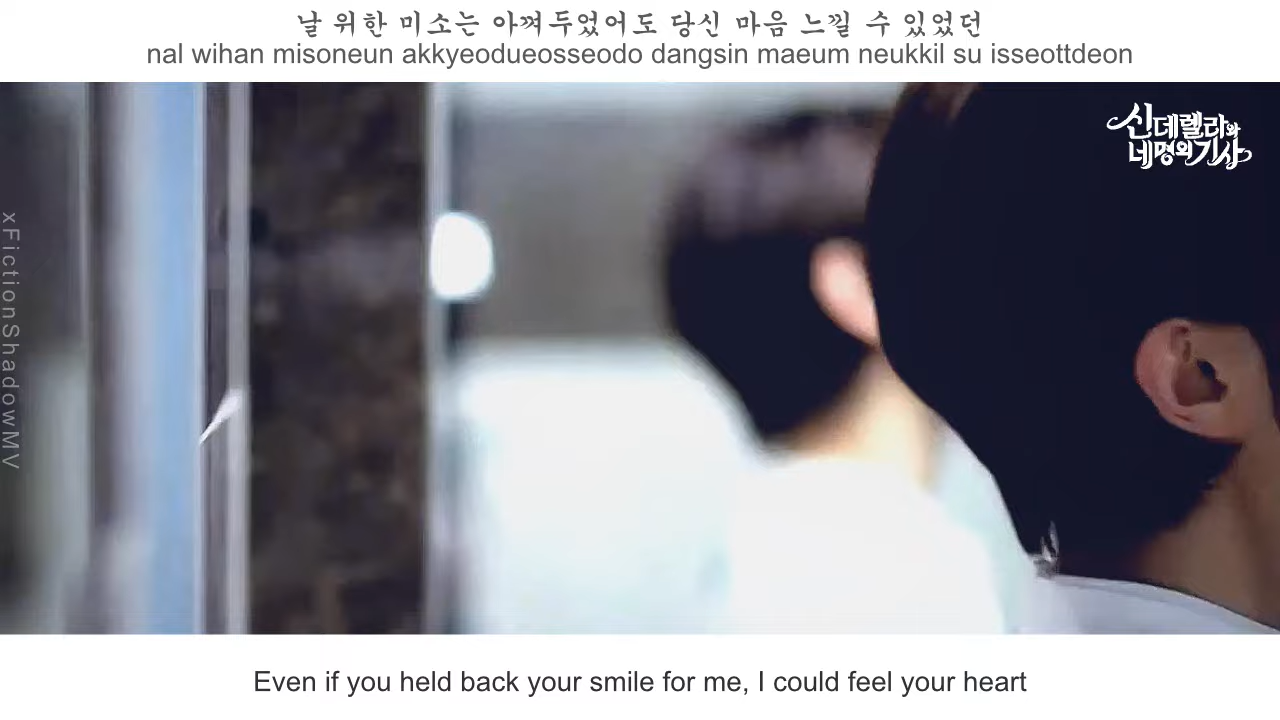 날 위한 미소는 아껴두었어도 당신 마음 느낄 수 있었던
nal wihan misoneun akkyeodueosseodo dangsin maeum neukkil su isseottdeon
신데렐라와
네명의기사
xFictionShadowMV
Even if you held back your smile for me, I could feel your heart